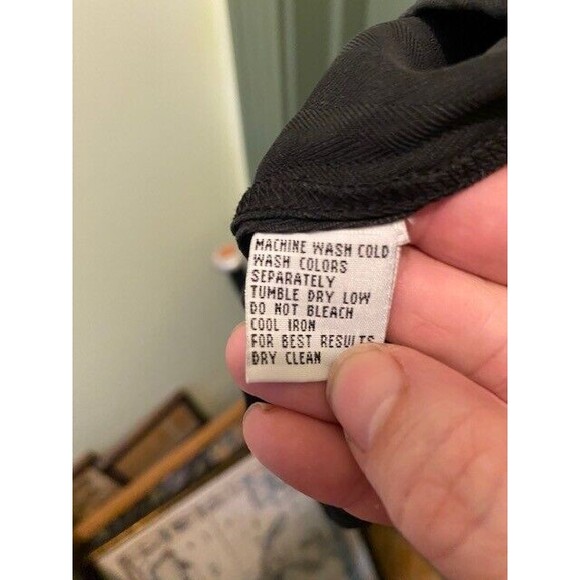 MACHINE WASH COLD
WASH COLORS
SEPARATELY
TUMBLE DRY LOW
DO NOT BLEACH
COOL IRON
FOR BEST RESULTS
DRY CLEAN